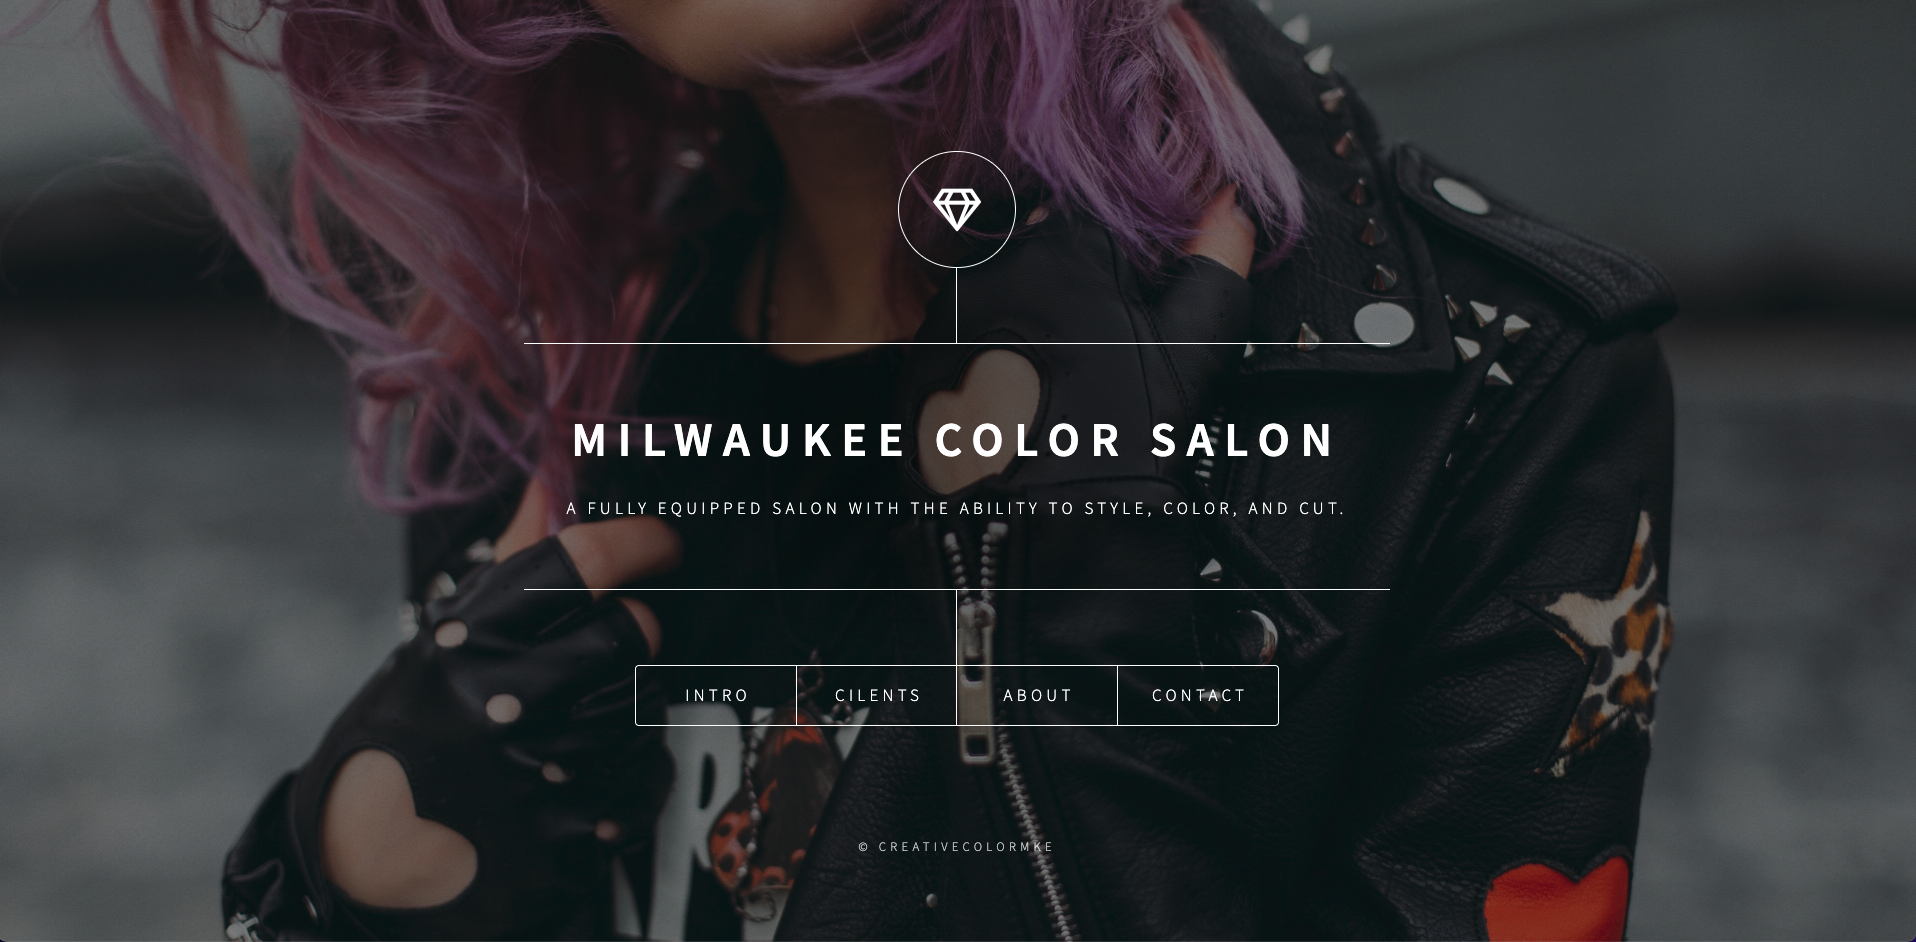 MILWAUKEE COLOR SALON
A FULLY EQUIPPED SALON WITH THE ABILITY TO STYLE, COLOR, AND CUT.
INTRO
CILENTS
ABOUT
CONTACT
© CREATIVECOLORMKE